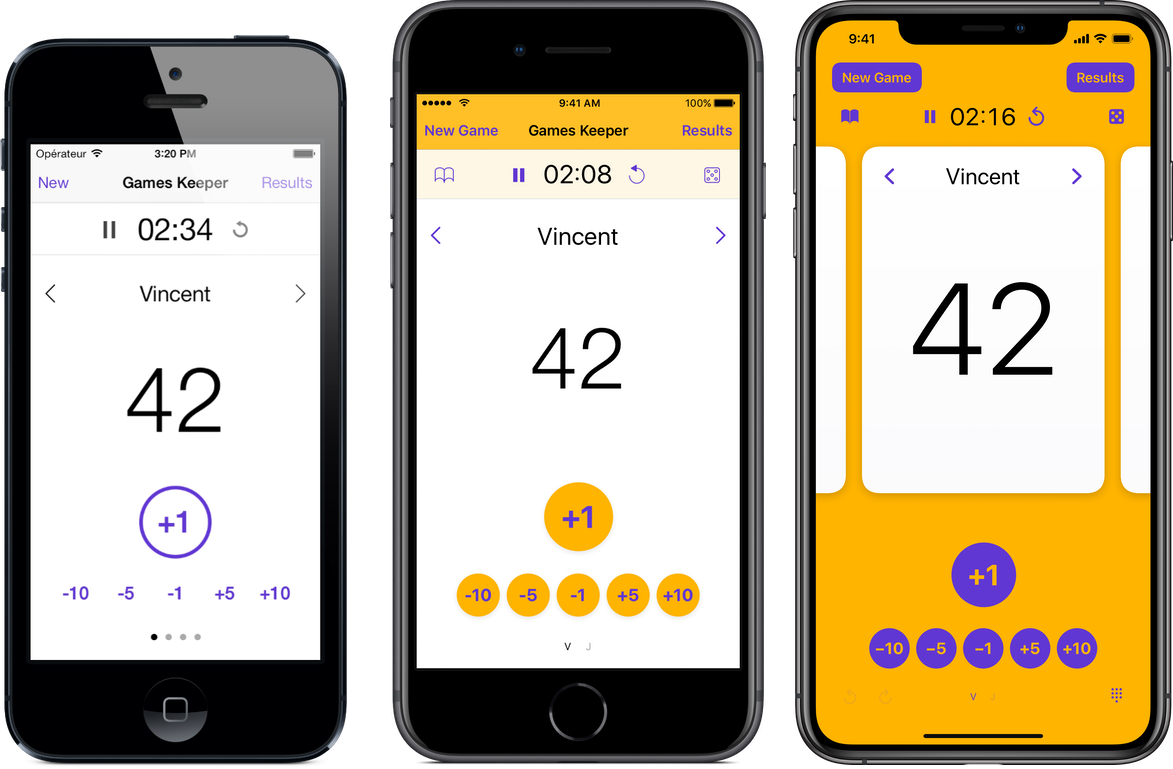 Opérateur 3:20 PM
New Games Keeper Results
02:34
Vincent
42
+1
-10 -5 -1 +5 +10
9:41 AM 100%
New Game Games Keeper Results
02:08
Vincent
42
+1
-10 -5 -1 +5 +10
V J
9:41
New Game Results
02:16
Vincent
42
+1
−10 −5 −1 +5 +10
V J